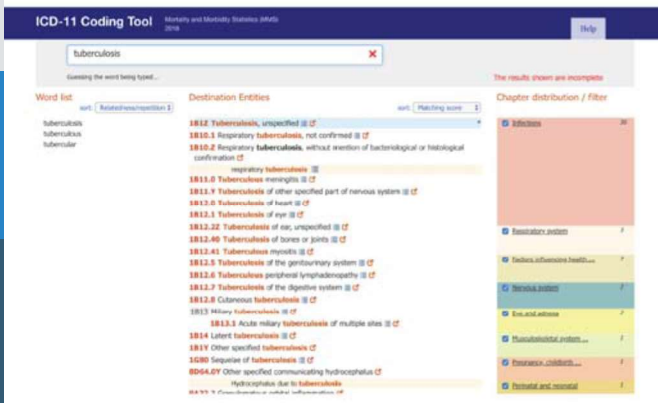 ICD-11 Coding Tool
Mortality and Morbidity Statistics (MMS)
2018
Help
tuberculosis
Guessing the word being typed...
The results shown are incomplete
Word list
sort: Relatedness/repetition
tuberculosis
tuberculous
tubercular
Destination Entities
sort: Matching score
1B1Z Tuberculosis, unspecified
1B10.1 Respiratory tuberculosis, not confirmed
1B10.Z Respiratory tuberculosis, without mention of bacteriological or histological
confirmation
respiratory tuberculosis
1B11.0 Tuberculous meningitis
1B11.Y Tuberculosis of other specified part of nervous system
1B12.0 Tuberculosis of heart
1B12.1 Tuberculosis of eye
1B12.2Z Tuberculosis of ear, unspecified
1B12.40 Tuberculosis of bones or joints
1B12.41 Tuberculous myositis
1B12.5 Tuberculosis of the genitourinary system
1B12.6 Tuberculous peripheral lymphadenopathy
1B12.7 Tuberculosis of the digestive system
1B12.8 Cutaneous tuberculosis
1B13 Miliary tuberculosis
1B13.1 Acute miliary tuberculosis of multiple sites
1B14 Latent tuberculosis
1B1Y Other specified tuberculosis
1G80 Sequelae of tuberculosis
8D64.0Y Other specified communicating hydrocephalus
Hydrocephalus due to tuberculosis
Chapter distribution / filter
Infections
Respiratory system
Factors influencing health ...
Nervous system
Eye and adnexa
Musculoskeletal system ...
Pregnancy, childbirth ...
Perinatal and neonatal